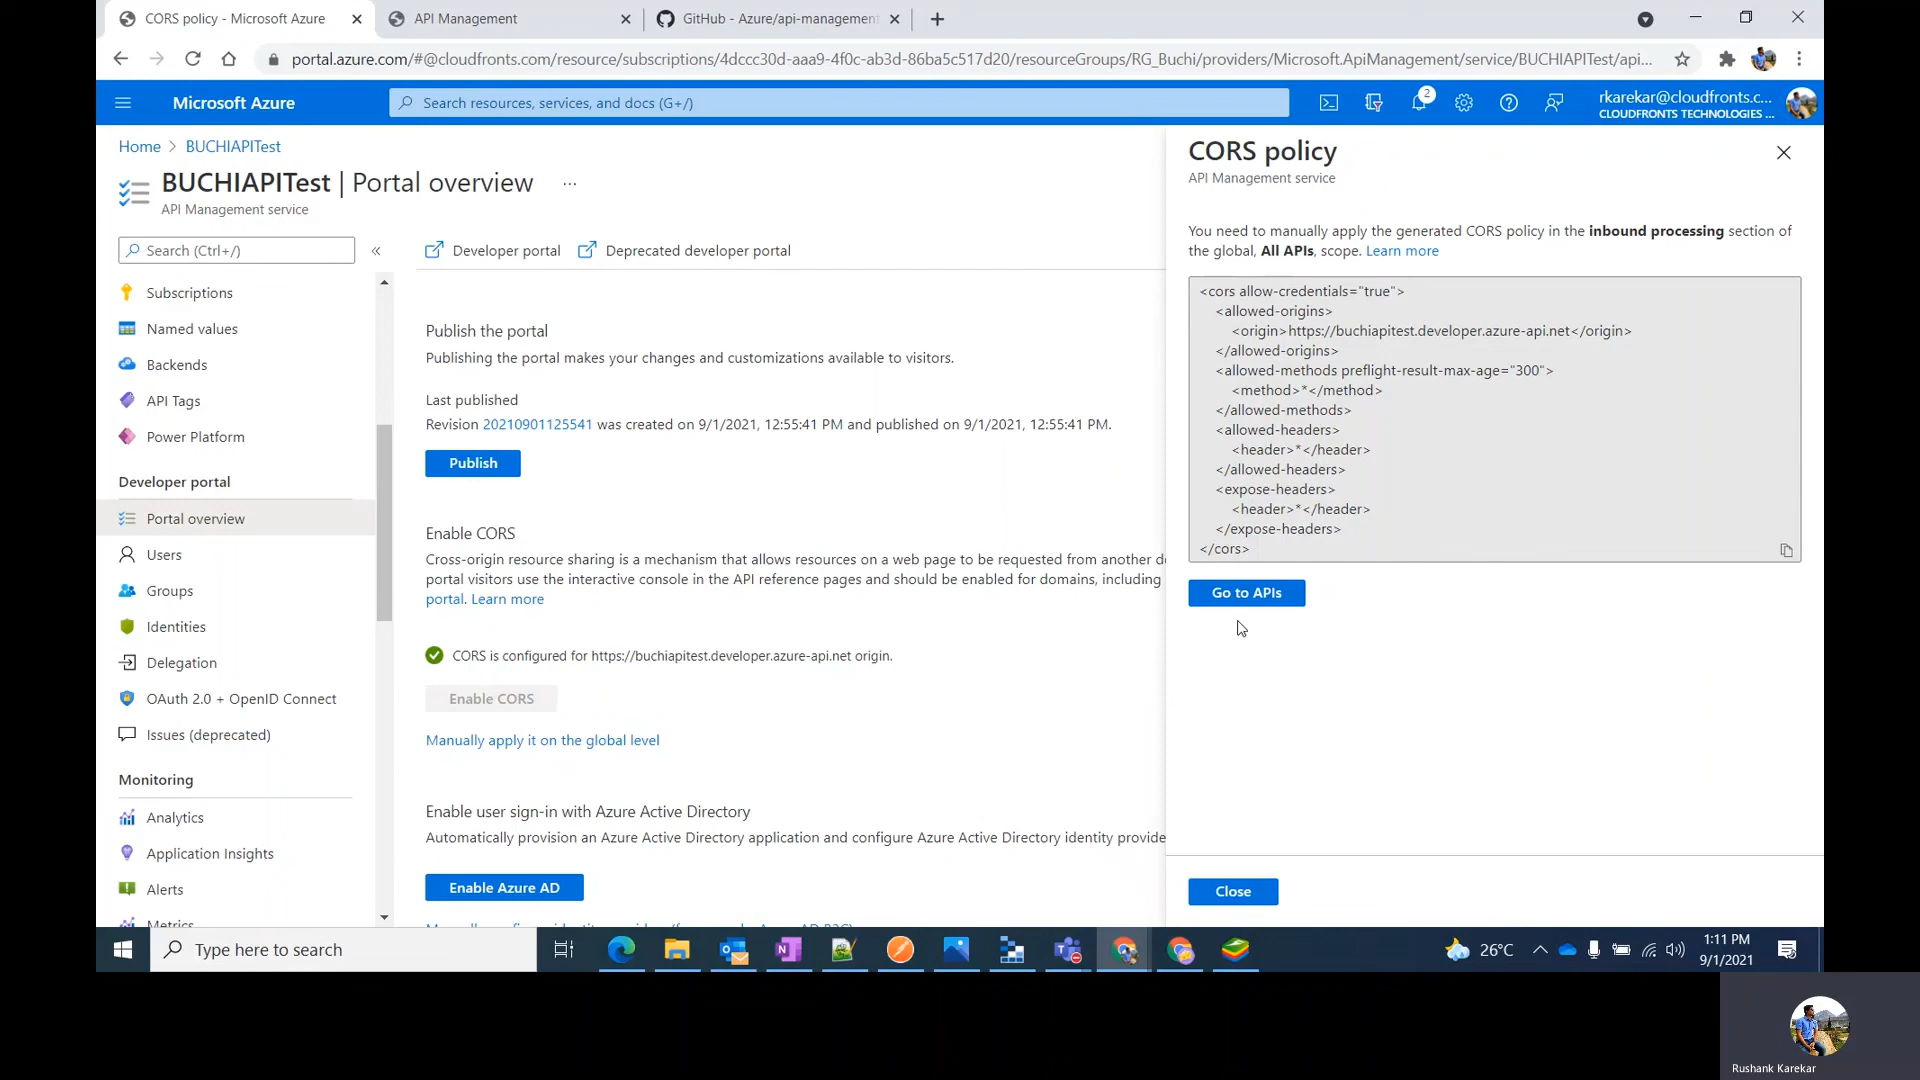 CORS policy - Microsoft Azure
API Management
GitHub - Azure/api-management
portal.azure.com/#@cloudfronts.com/resource/subscriptions/4dccc30d-aaa9-4f0c-ab3d-86ba5c517d20/resourceGroups/RG_Buchi/providers/Microsoft.ApiManagement/service/BUCHIAPITest/api...
Microsoft Azure
Search resources, services, and docs (G+/)
2
rkarekar@cloudfronts.c...
CLOUDFRONTS TECHNOLOGIES ...
Home > BUCHIAPITest
BUCHIAPITest | Portal overview ...
API Management service
Search (Ctrl+/)
«
Subscriptions
Named values
Backends
API Tags
Power Platform
Developer portal
Portal overview
Users
Groups
Identities
Delegation
OAuth 2.0 + OpenID Connect
Issues (deprecated)
Monitoring
Analytics
Application Insights
Alerts
Metrics
Developer portal
Deprecated developer portal
Publish the portal
Publishing the portal makes your changes and customizations available to visitors.
Last published
Revision 20210901125541 was created on 9/1/2021, 12:55:41 PM and published on 9/1/2021, 12:55:41 PM.
Publish
Enable CORS
Cross-origin resource sharing is a mechanism that allows resources on a web page to be requested from another do
portal visitors use the interactive console in the API reference pages and should be enabled for domains, including
portal. Learn more
CORS is configured for https://buchiapitest.developer.azure-api.net origin.
Enable CORS
Manually apply it on the global level
Enable user sign-in with Azure Active Directory
Automatically provision an Azure Active Directory application and configure Azure Active Directory identity provide
Enable Azure AD
CORS policy
API Management service
You need to manually apply the generated CORS policy in the inbound processing section of
the global, All APIs, scope. Learn more
<cors allow-credentials="true">
<allowed-origins>
<origin>https://buchiapitest.developer.azure-api.net</origin>
</allowed-origins>
<allowed-methods preflight-result-max-age="300">
<method>*</method>
</allowed-methods>
<allowed-headers>
<header>*</header>
</allowed-headers>
<expose-headers>
<header>*</header>
</expose-headers>
</cors>
Go to APIs
Close
Type here to search
26°C
1:11 PM
9/1/2021
Rushank Karekar